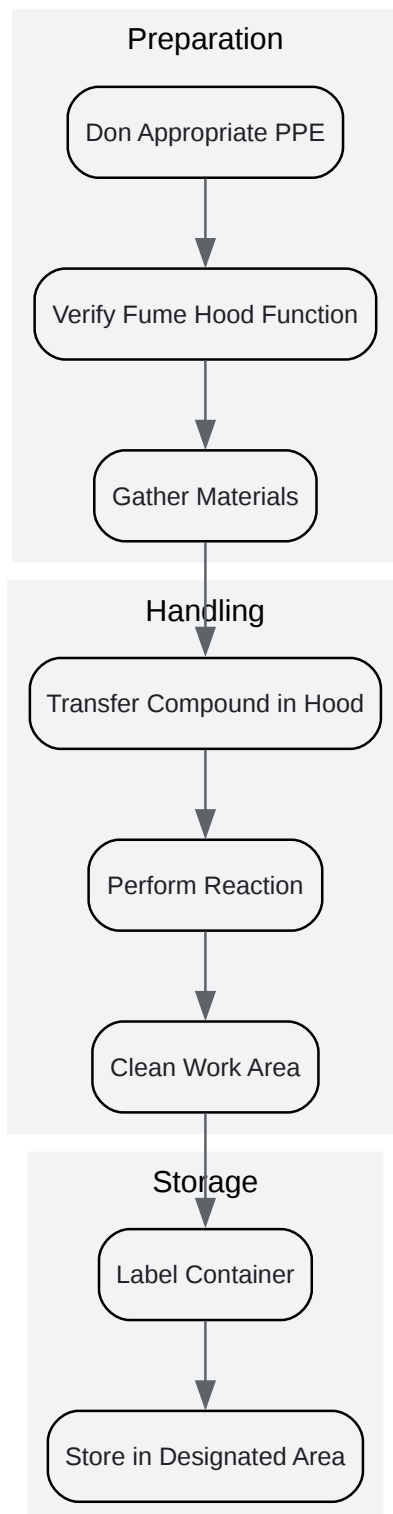 Preparation
Don Appropriate PPE
Verify Fume Hood Function
Gather Materials
Handling
Transfer Compound in Hood
Perform Reaction
Clean Work Area
Storage
Label Container
Store in Designated Area